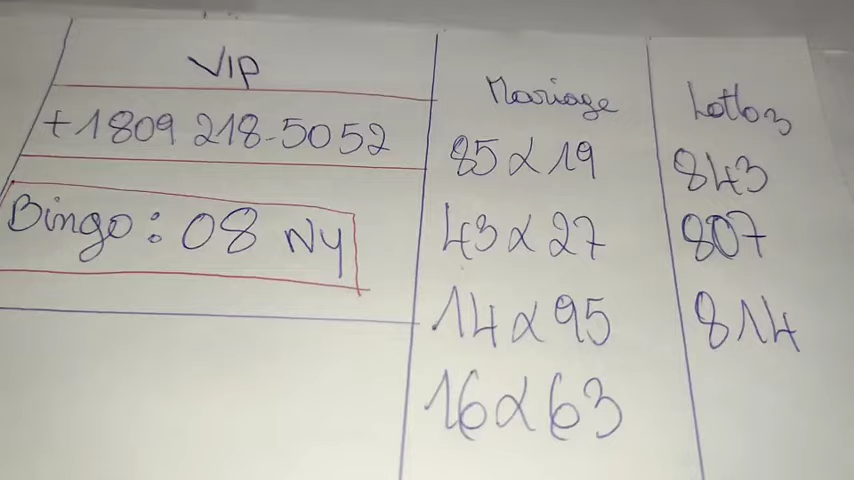 VIP
+1809 218-5052
Bingo: 08 NY
Mariage
85 x 19
43 x 27
14 x 95
16 x 63
Lotto3
843
807
814